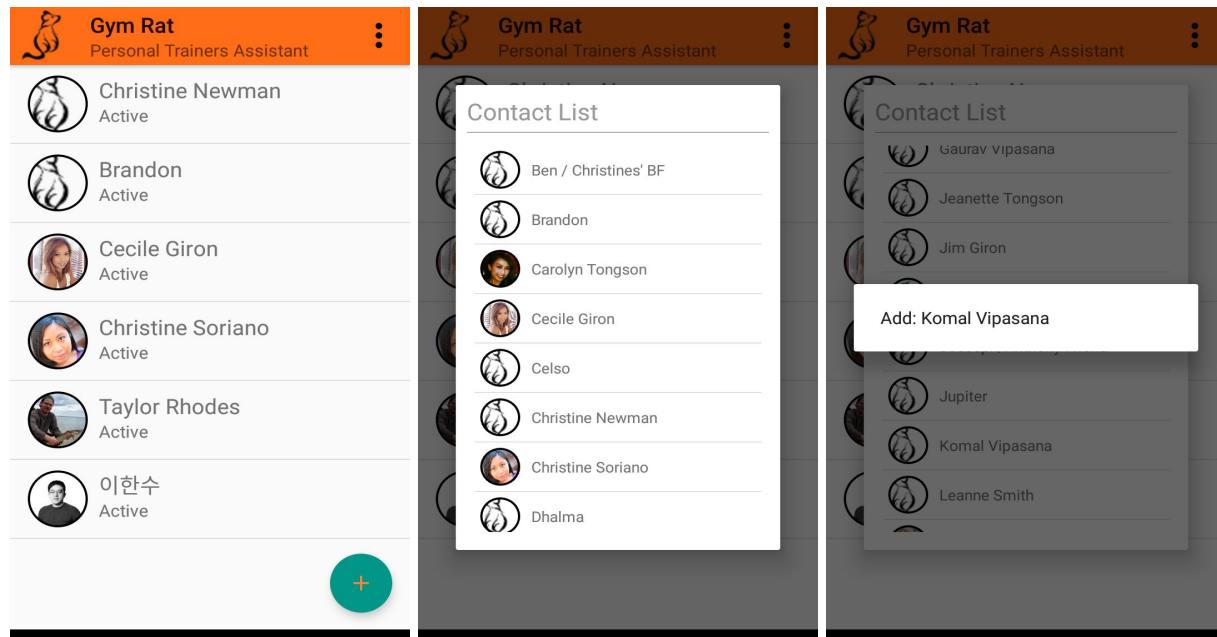 Gym Rat
Personal Trainers Assistant
Christine Newman
Active
Brandon
Active
Cecile Giron
Active
Christine Soriano
Active
Taylor Rhodes
Active
이한수
Active
+
Gym Rat
Personal Trainers Assistant
Contact List
Ben / Christines' BF
Brandon
Carolyn Tongson
Cecile Giron
Celso
Christine Newman
Christine Soriano
Dhalma
Gym Rat
Personal Trainers Assistant
Contact List
Gaurav Vipasana
Jeanette Tongson
Jim Giron
Add: Komal Vipasana
Jupiter
Komal Vipasana
Leanne Smith